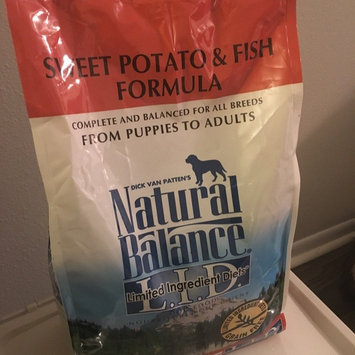 SWEET POTATO & FISH
FORMULA
COMPLETE AND BALANCED FOR ALL BREEDS
FROM PUPPIES TO ADULTS
DICK VAN PATTEN'S
Natural
Balance®
L.I.D.
Limited Ingredient Diets
GRAIN